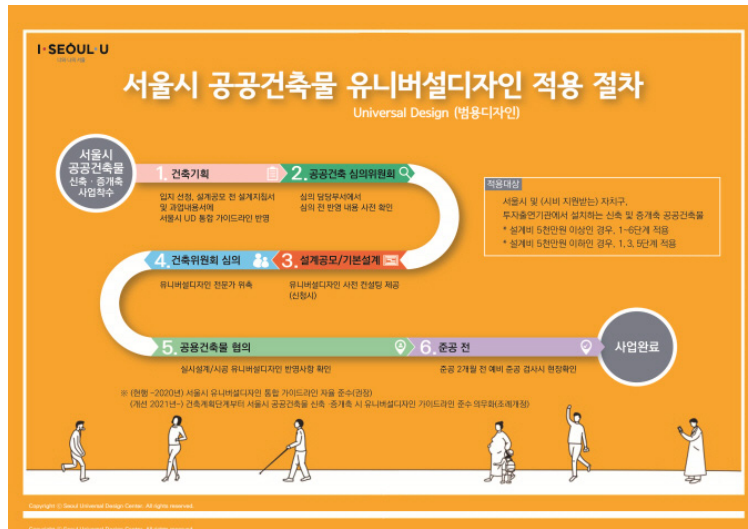 I·SEOUL·U
너와 나의 서울
서울시 공공건축물 유니버설디자인 적용 절차
Universal Design (범용디자인)
서울시
공공건축물
신축·증개축
사업착수
1. 건축기획
입지 선정, 설계공모 전 설계지침서
및 과업내용서에
서울시 UD 통합 가이드라인 반영
2. 공공건축 심의위원회
심의 담당부서에서
심의 전 반영 내용 사전 확인
적용대상
서울시 및 (시비 지원받는) 자치구,
투자출연기관에서 설치하는 신축 및 증개축 공공건축물
* 설계비 5천만원 이상인 경우, 1~6단계 적용
* 설계비 5천만원 이하인 경우, 1, 3, 5단계 적용
4. 건축위원회 심의
유니버설디자인 전문가 위촉
3. 설계공모/기본설계
유니버설디자인 사전 컨설팅 제공
(신청시)
5. 공용건축물 협의
실시설계/시공 유니버설디자인 반영사항 확인
6. 준공 전
준공 2개월 전 예비 준공 검사시 현장확인
사업완료
※ (현행 ~2020년) 서울시 유니버설디자인 통합 가이드라인 자율 준수(권장)
(개선 2021년~) 건축계획단계부터 서울시 공공건축물 신축·증개축 시 유니버설디자인 가이드라인 준수 의무화(조례개정)
Copyright © Seoul Universal Design Center. All rights reserved.
Copyright © Seoul Universal Design Center. All rights reserved.